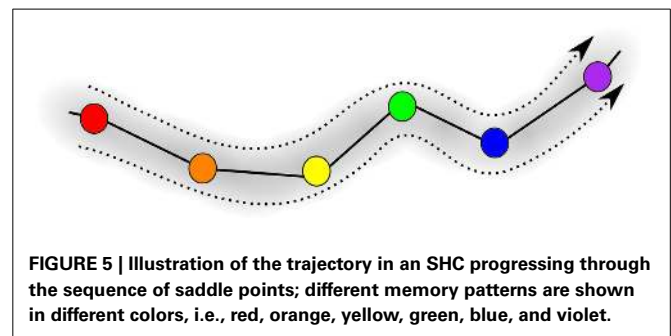 FIGURE 5 | Illustration of the trajectory in an SHC progressing through
the sequence of saddle points; different memory patterns are shown
in different colors, i.e., red, orange, yellow, green, blue, and violet.